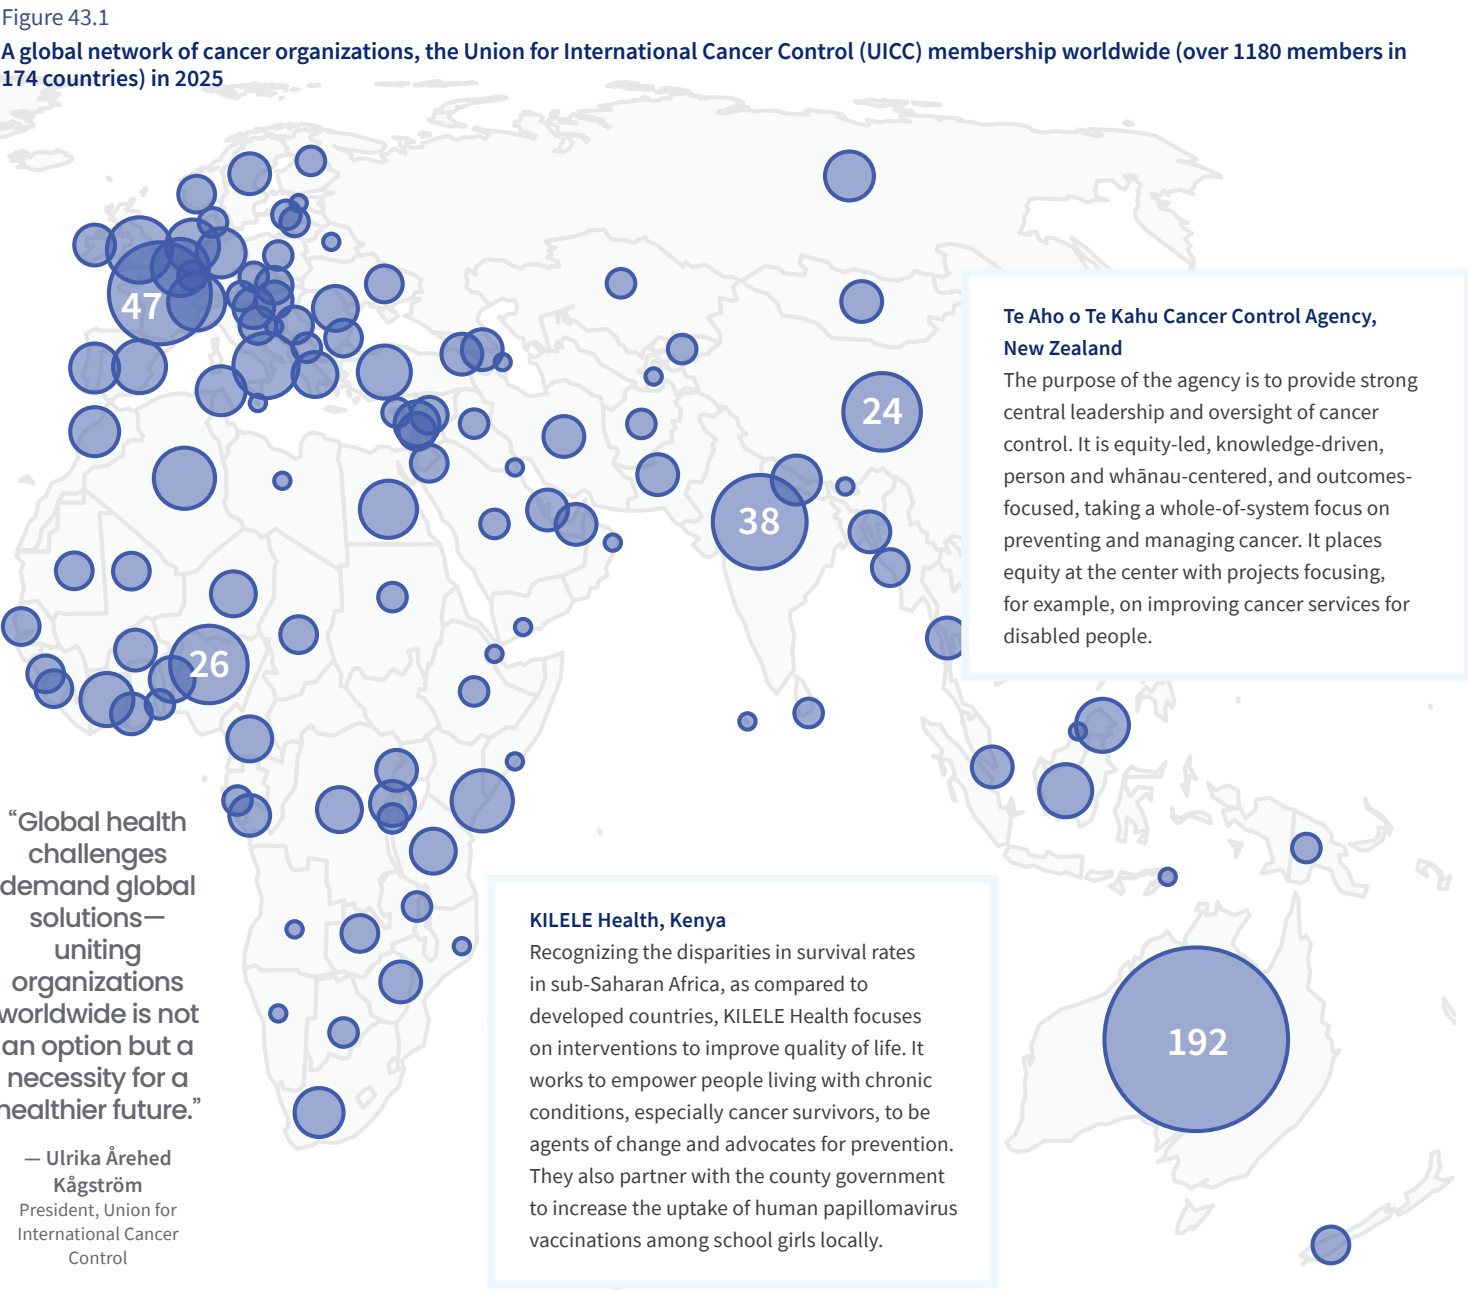 Figure 43.1
A global network of cancer organizations, the Union for International Cancer Control (UICC) membership worldwide (over 1180 members in
174 countries) in 2025
47
24
38
26
192
Te Aho o Te Kahu Cancer Control Agency,
New Zealand
The purpose of the agency is to provide strong
central leadership and oversight of cancer
control. It is equity-led, knowledge-driven,
person and whānau-centered, and outcomes-
focused, taking a whole-of-system focus on
preventing and managing cancer. It places
equity at the center with projects focusing,
for example, on improving cancer services for
disabled people.
“Global health
challenges
demand global
solutions—
uniting
organizations
worldwide is not
an option but a
necessity for a
healthier future.”
— Ulrika Årehed
Kågström
President, Union for
International Cancer
Control
KILELE Health, Kenya
Recognizing the disparities in survival rates
in sub-Saharan Africa, as compared to
developed countries, KILELE Health focuses
on interventions to improve quality of life. It
works to empower people living with chronic
conditions, especially cancer survivors, to be
agents of change and advocates for prevention.
They also partner with the county government
to increase the uptake of human papillomavirus
vaccinations among school girls locally.